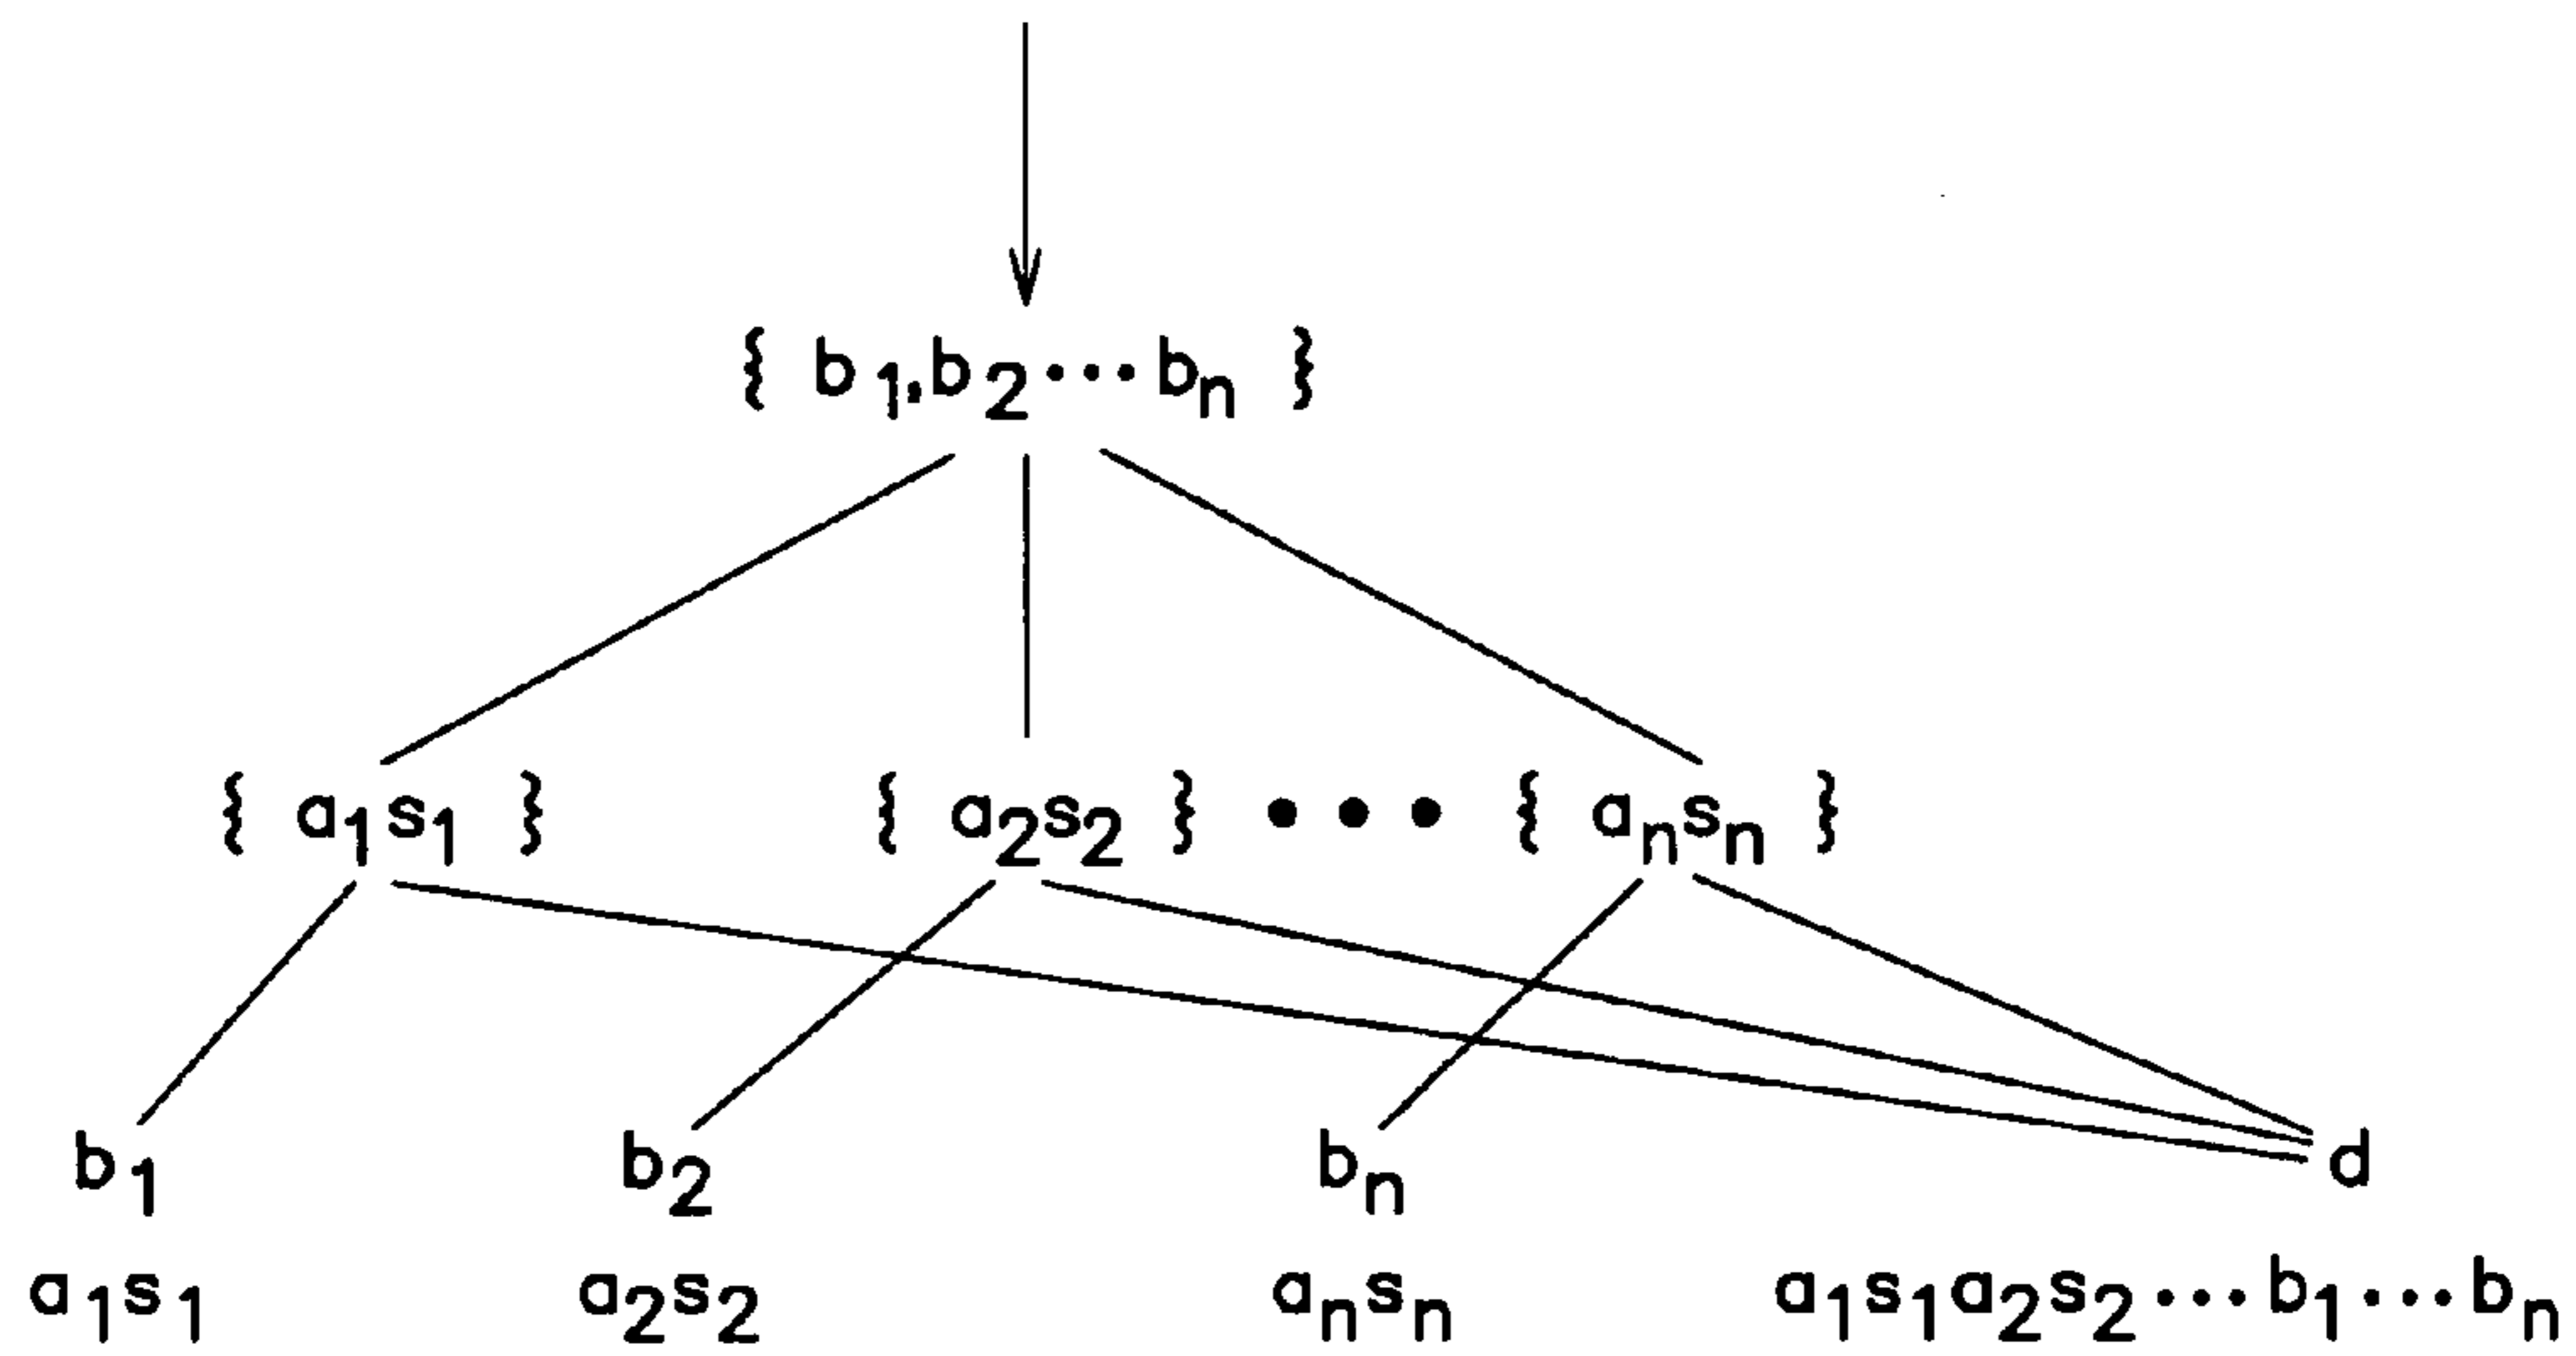 { b₁,b₂···bₙ }
{ a₁s₁ } { a₂s₂ } ••• { aₙsₙ }
b₁ b₂ bₙ d
a₁s₁ a₂s₂ aₙsₙ a₁s₁a₂s₂···b₁···bₙ